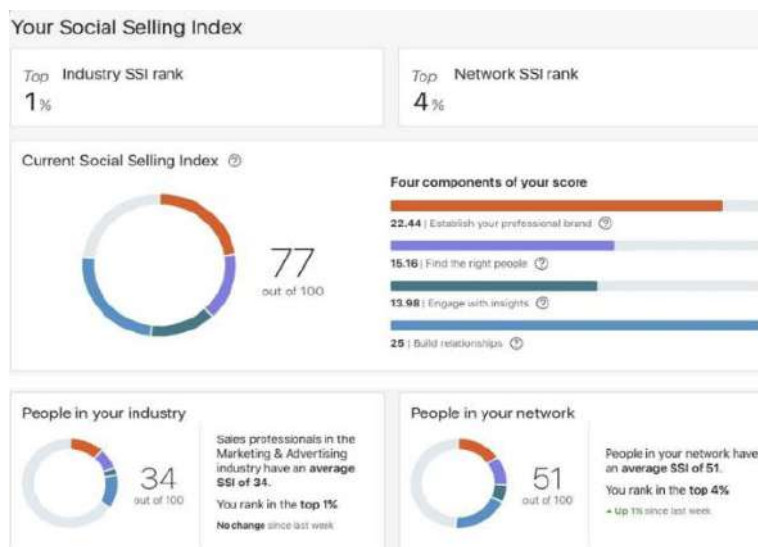 Your Social Selling Index
Top Industry SSI rank
1%
Top Network SSI rank
4%
Current Social Selling Index ?
77
out of 100
Four components of your score
22.44 | Establish your professional brand ?
15.16 | Find the right people ?
13.98 | Engage with insights ?
25 | Build relationships ?
People in your industry
34
out of 100
Sales professionals in the
Marketing & Advertising
industry have an average
SSI of 34.
You rank in the top 1%
No change since last week
People in your network
51
out of 100
People in your network have
an average SSI of 51.
You rank in the top 4%
Up 1% since last week